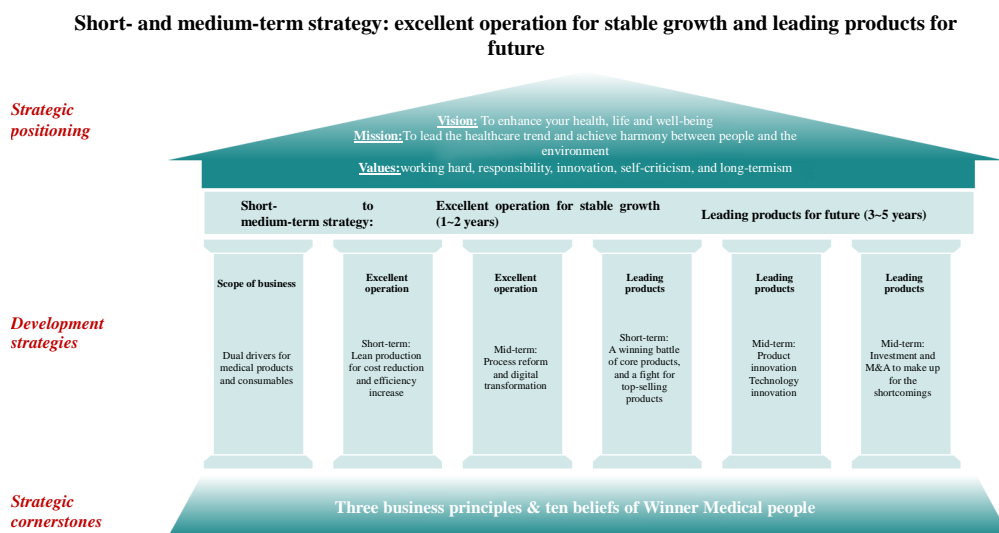 Short- and medium-term strategy: excellent operation for stable growth and leading products for
future
Strategic
positioning
Vision: To enhance your health, life and well-being
Mission:To lead the healthcare trend and achieve harmony between people and the
environment
Values:working hard, responsibility, innovation, self-criticism, and long-termism
Short- to
medium-term strategy:
Excellent operation for stable growth
(1~2 years)
Leading products for future (3~5 years)
Development
strategies
Scope of business
Dual drivers for
medical products
and consumables
Excellent
operation
Short-term:
Lean production
for cost reduction
and efficiency
increase
Excellent
operation
Mid-term:
Process reform
and digital
transformation
Leading
products
Short-term:
A winning battle
of core products,
and a fight for
top-selling
products
Leading
products
Mid-term:
Product
innovation
Technology
innovation
Leading
products
Mid-term:
Investment and
M&A to make up
for the
shortcomings
Strategic
cornerstones
Three business principles & ten beliefs of Winner Medical people